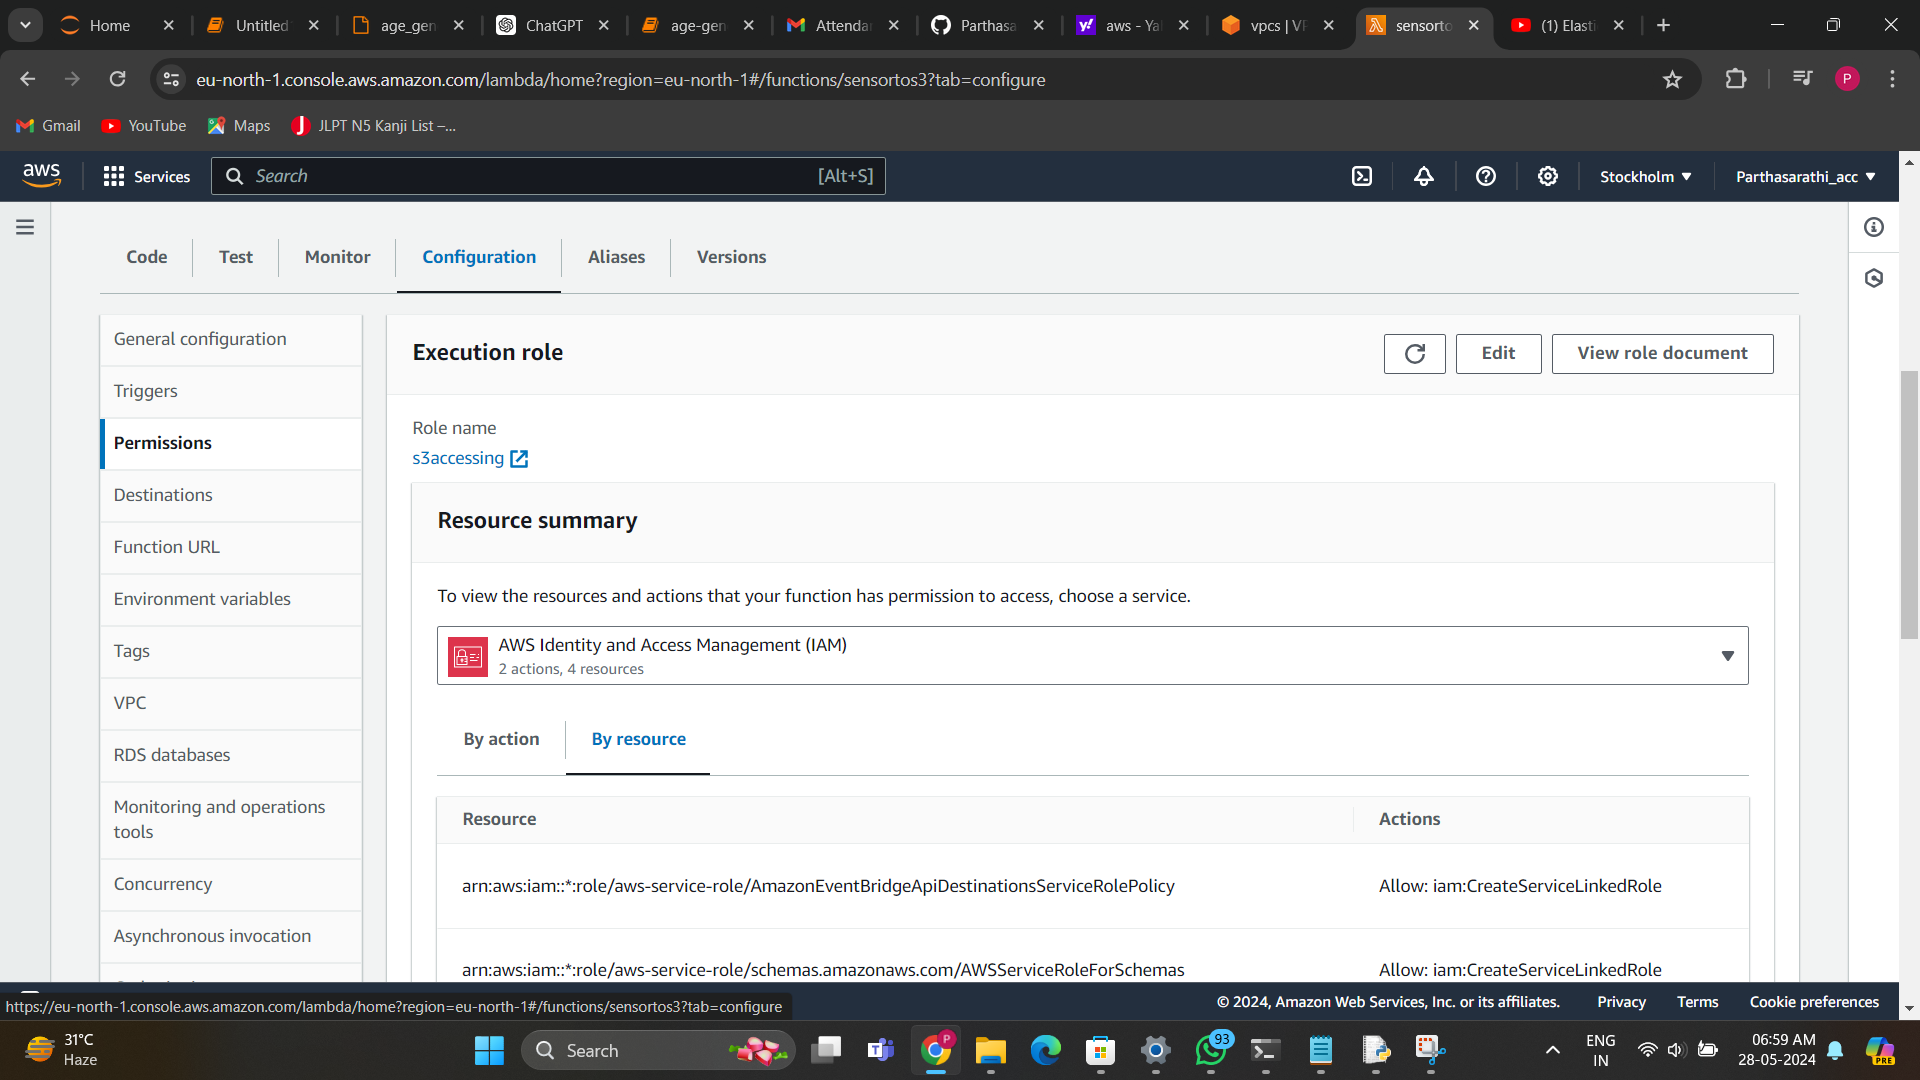 Home
Untitled
age_gen
ChatGPT
age-gen
Attenda
Parthasa
aws - Ya
vpcs | VP
sensorto
(1) Elasti
eu-north-1.console.aws.amazon.com/lambda/home?region=eu-north-1#/functions/sensortos3?tab=configure
P
Gmail
YouTube
Maps
JLPT N5 Kanji List –...
aws
Services
Search
[Alt+S]
Stockholm
Parthasarathi_acc
Code
Test
Monitor
Configuration
Aliases
Versions
General configuration
Triggers
Permissions
Destinations
Function URL
Environment variables
Tags
VPC
RDS databases
Monitoring and operations
tools
Concurrency
Asynchronous invocation
Execution role
Edit
View role document
Role name
s3accessing
Resource summary
To view the resources and actions that your function has permission to access, choose a service.
AWS Identity and Access Management (IAM)
2 actions, 4 resources
By action
By resource
Resource
Actions
arn:aws:iam::*:role/aws-service-role/AmazonEventBridgeApiDestinationsServiceRolePolicy
Allow: iam:CreateServiceLinkedRole
arn:aws:iam::*:role/aws-service-role/schemas.amazonaws.com/AWSServiceRoleForSchemas
Allow: iam:CreateServiceLinkedRole
https://eu-north-1.console.aws.amazon.com/lambda/home?region=eu-north-1#/functions/sensortos3?tab=configure
© 2024, Amazon Web Services, Inc. or its affiliates.
Privacy
Terms
Cookie preferences
31°C
Haze
Search
P
93
ENG
IN
06:59 AM
28-05-2024
PRE